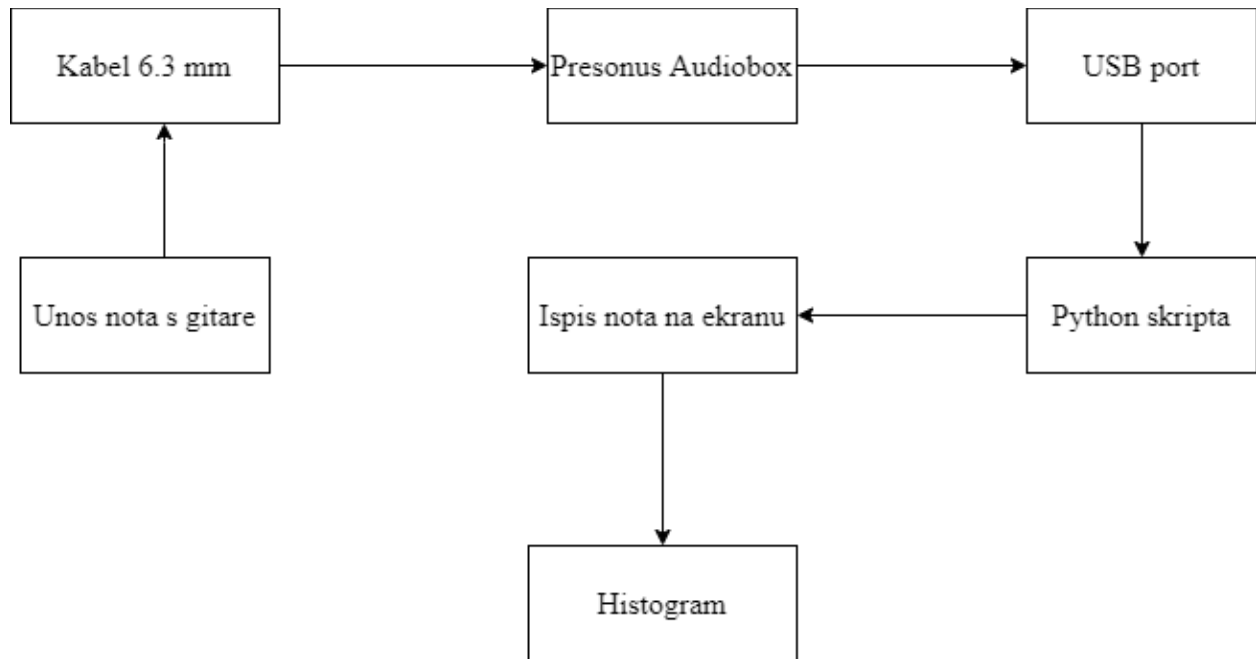 Kabel 6.3 mm
Presonus Audiobox
USB port
Unos nota s gitare
Ispis nota na ekranu
Python skripta
Histogram